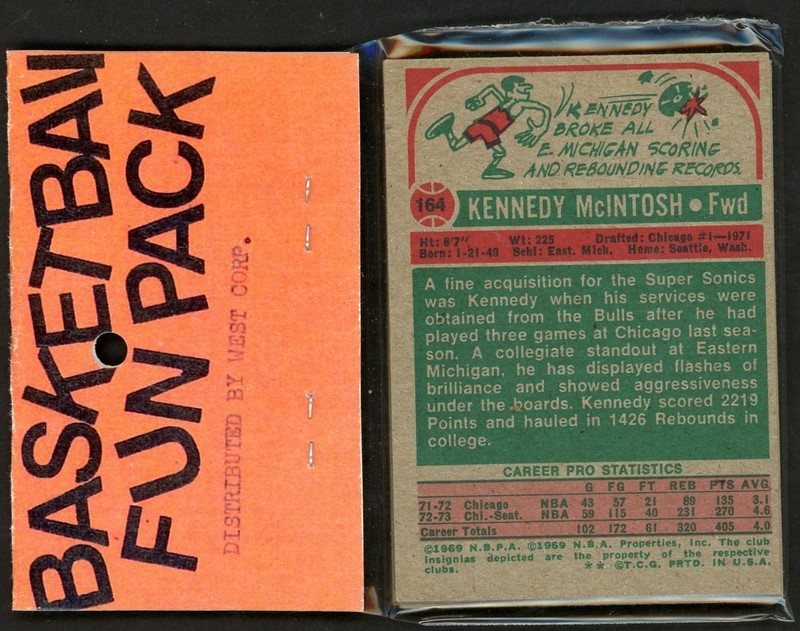 BASKETBALL
FUN PACK
DISTRIBUTED BY WEST CORP.
KENNEDY
BROKE ALL
E. MICHIGAN SCORING
AND REBOUNDING RECORDS.
164 KENNEDY McINTOSH • Fwd
Ht: 6'7" Wt: 225 Drafted: Chicago #1—1971
Born: 1-21-49 Schl: East. Mich. Home: Seattle, Wash.
A fine acquisition for the Super Sonics
was Kennedy when his services were
obtained from the Bulls after he had
played three games at Chicago last sea-
son. A collegiate standout at Eastern
Michigan, he has displayed flashes of
brilliance and showed aggressiveness
under the boards. Kennedy scored 2219
Points and hauled in 1426 Rebounds in
college.
CAREER PRO STATISTICS
G FG FT REB PTS AVG
71-72 Chicago NBA 43 57 21 89 135 3.1
72-73 Chi.-Seat. NBA 59 115 40 231 270 4.6
Career Totals 102 172 61 320 405 4.0
©1969 N.B.P.A. ©1969 N.B.A. Properties, Inc. The club
insignias depicted are the property of the respective
clubs. ** ©T.C.G. PRTD. IN U.S.A.